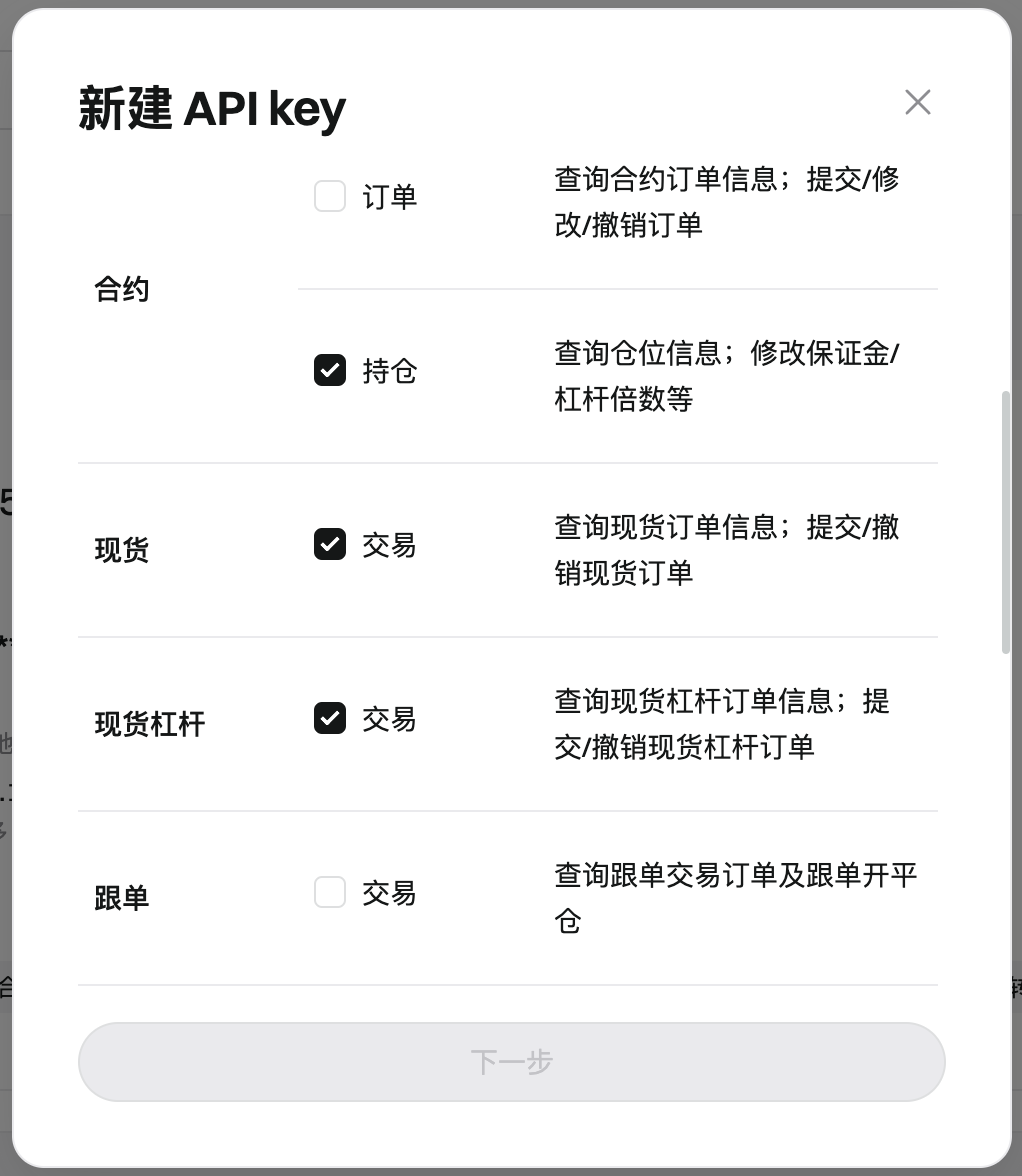 新建 API key
订单
查询合约订单信息；提交/修
改/撤销订单
合约
持仓
查询仓位信息；修改保证金/
杠杆倍数等
现货
交易
查询现货订单信息；提交/撤
销现货订单
现货杠杆
交易
查询现货杠杆订单信息；提
交/撤销现货杠杆订单
跟单
交易
查询跟单交易订单及跟单开平
仓
下一步